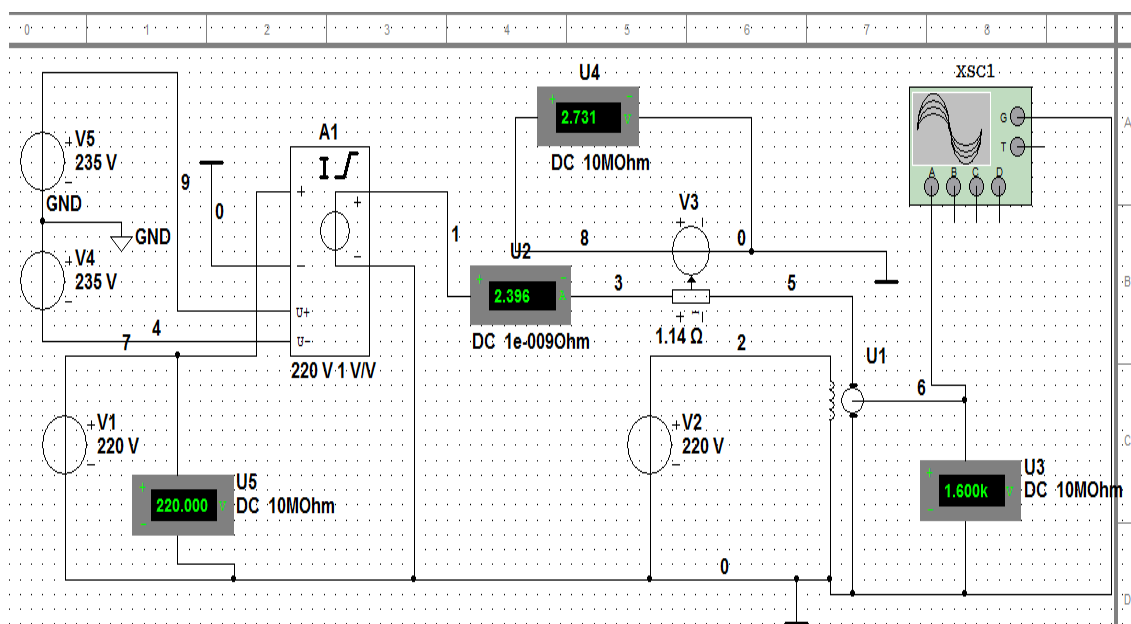 0 1 2 3 4 5 6 7 8
A
B
C
D
V5
235 V
GND
GND
V4
235 V
9
0
A1
+
−
U+
U−
+
−
220 V 1 V/V
4
7
V1
220 V
U5
220.000 V
DC 10MOhm
1
U4
2.731 V
DC 10MOhm
V3
8
0
U2
2.396 A
DC 1e-009Ohm
3
5
1.14 Ω
2
V2
220 V
U1
6
U3
1.600k V
DC 10MOhm
0
XSC1
G
T
A B C D